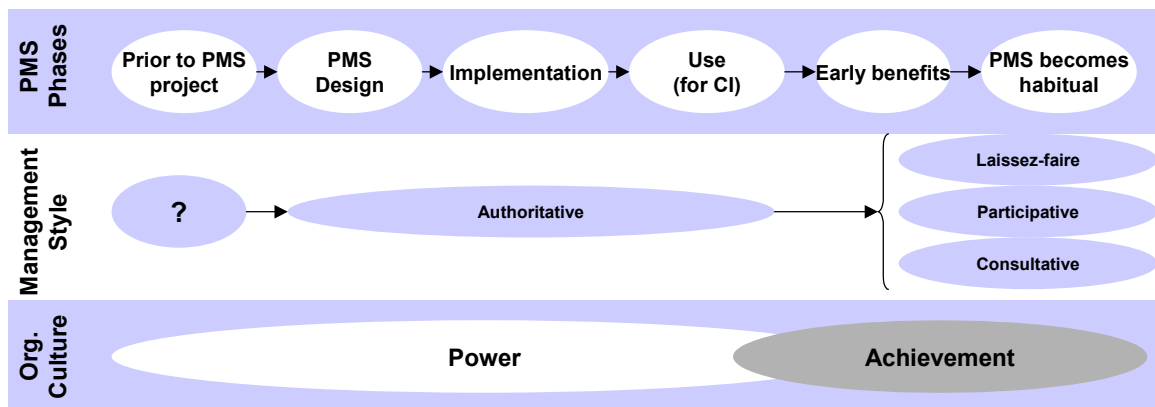 PMS
Phases
Prior to PMS
project
PMS
Design
Implementation
Use
(for CI)
Early benefits
PMS becomes
habitual
Management
Style
?
Authoritative
Laissez-faire
Participative
Consultative
Org.
Culture
Power
Achievement